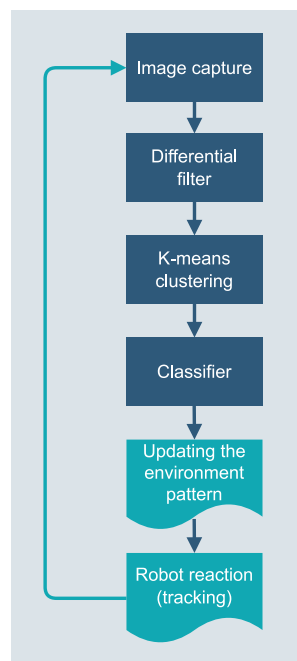 Image capture
Differential
filter
K-means
clustering
Classifier
Updating the
environment
pattern
Robot reaction
(tracking)